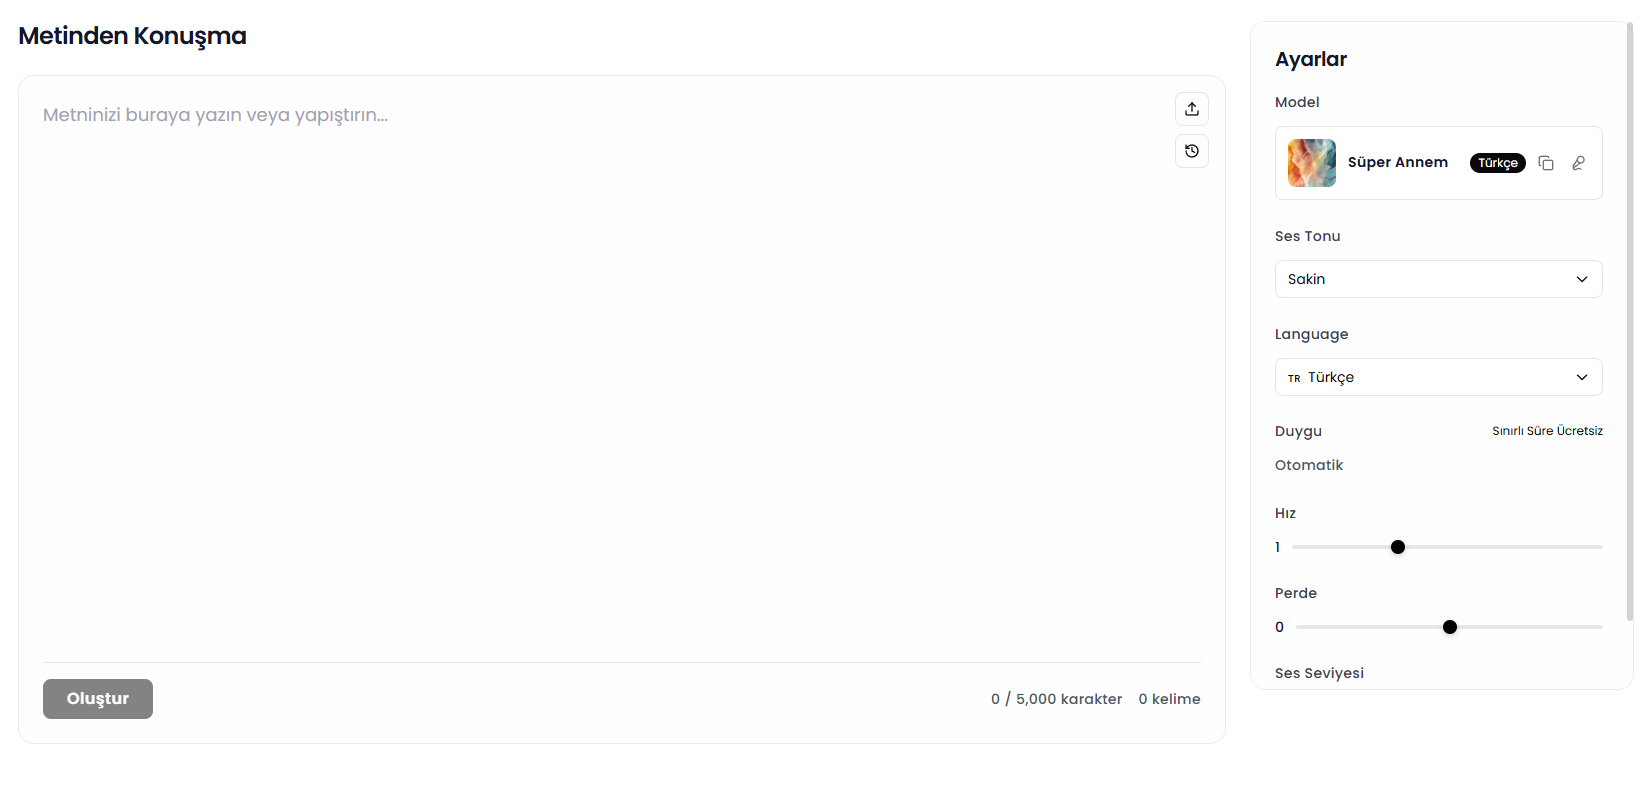 Metinden Konuşma
Metninizi buraya yazın veya yapıştırın...
Oluştur
0 / 5,000 karakter
0 kelime
Ayarlar
Model
Süper Annem
Türkçe
Ses Tonu
Sakin
Language
TR Türkçe
Duygu
Sınırlı Süre Ücretsiz
Otomatik
Hız
1
Perde
0
Ses Seviyesi